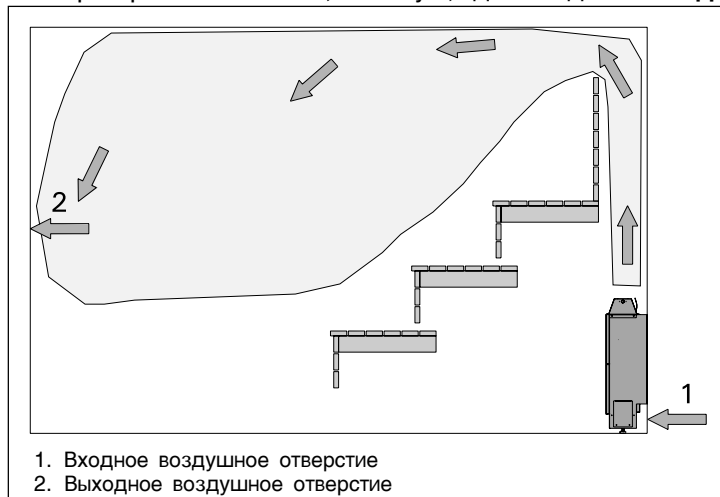 2
1
1. Входное воздушное отверстие
2. Выходное воздушное отверстие